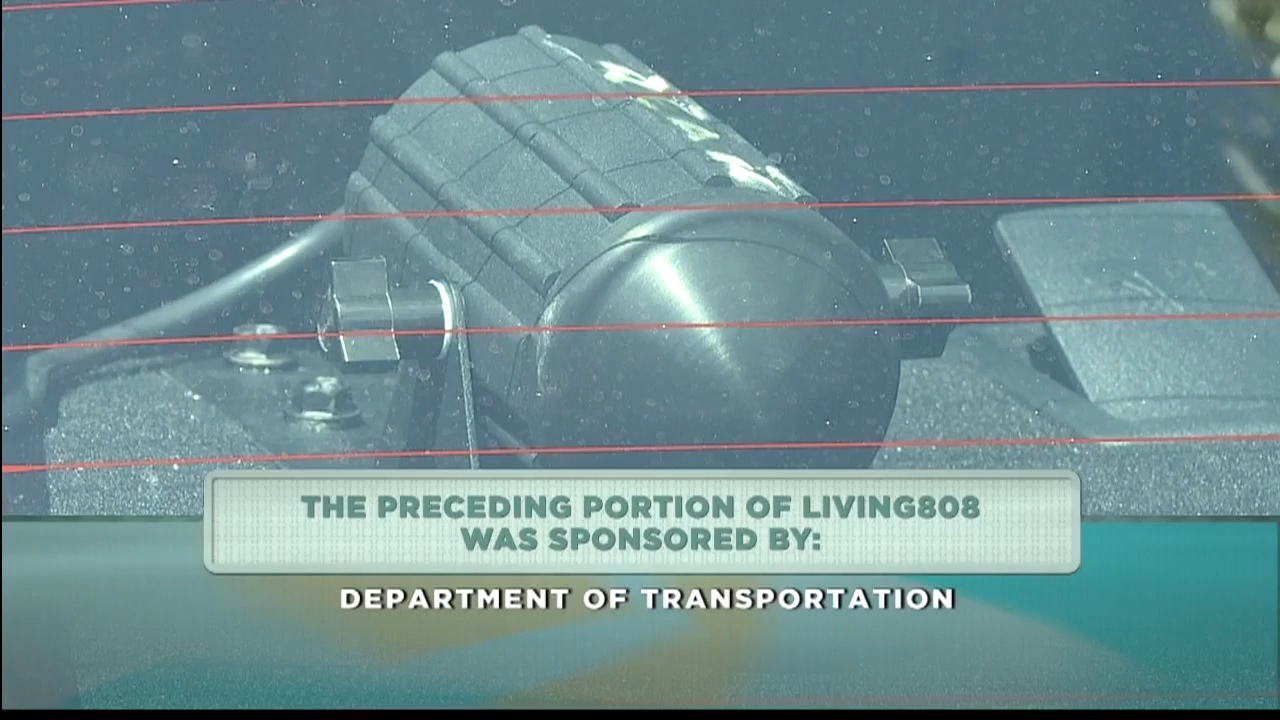 THE PRECEDING PORTION OF LIVING808
WAS SPONSORED BY:
DEPARTMENT OF TRANSPORTATION